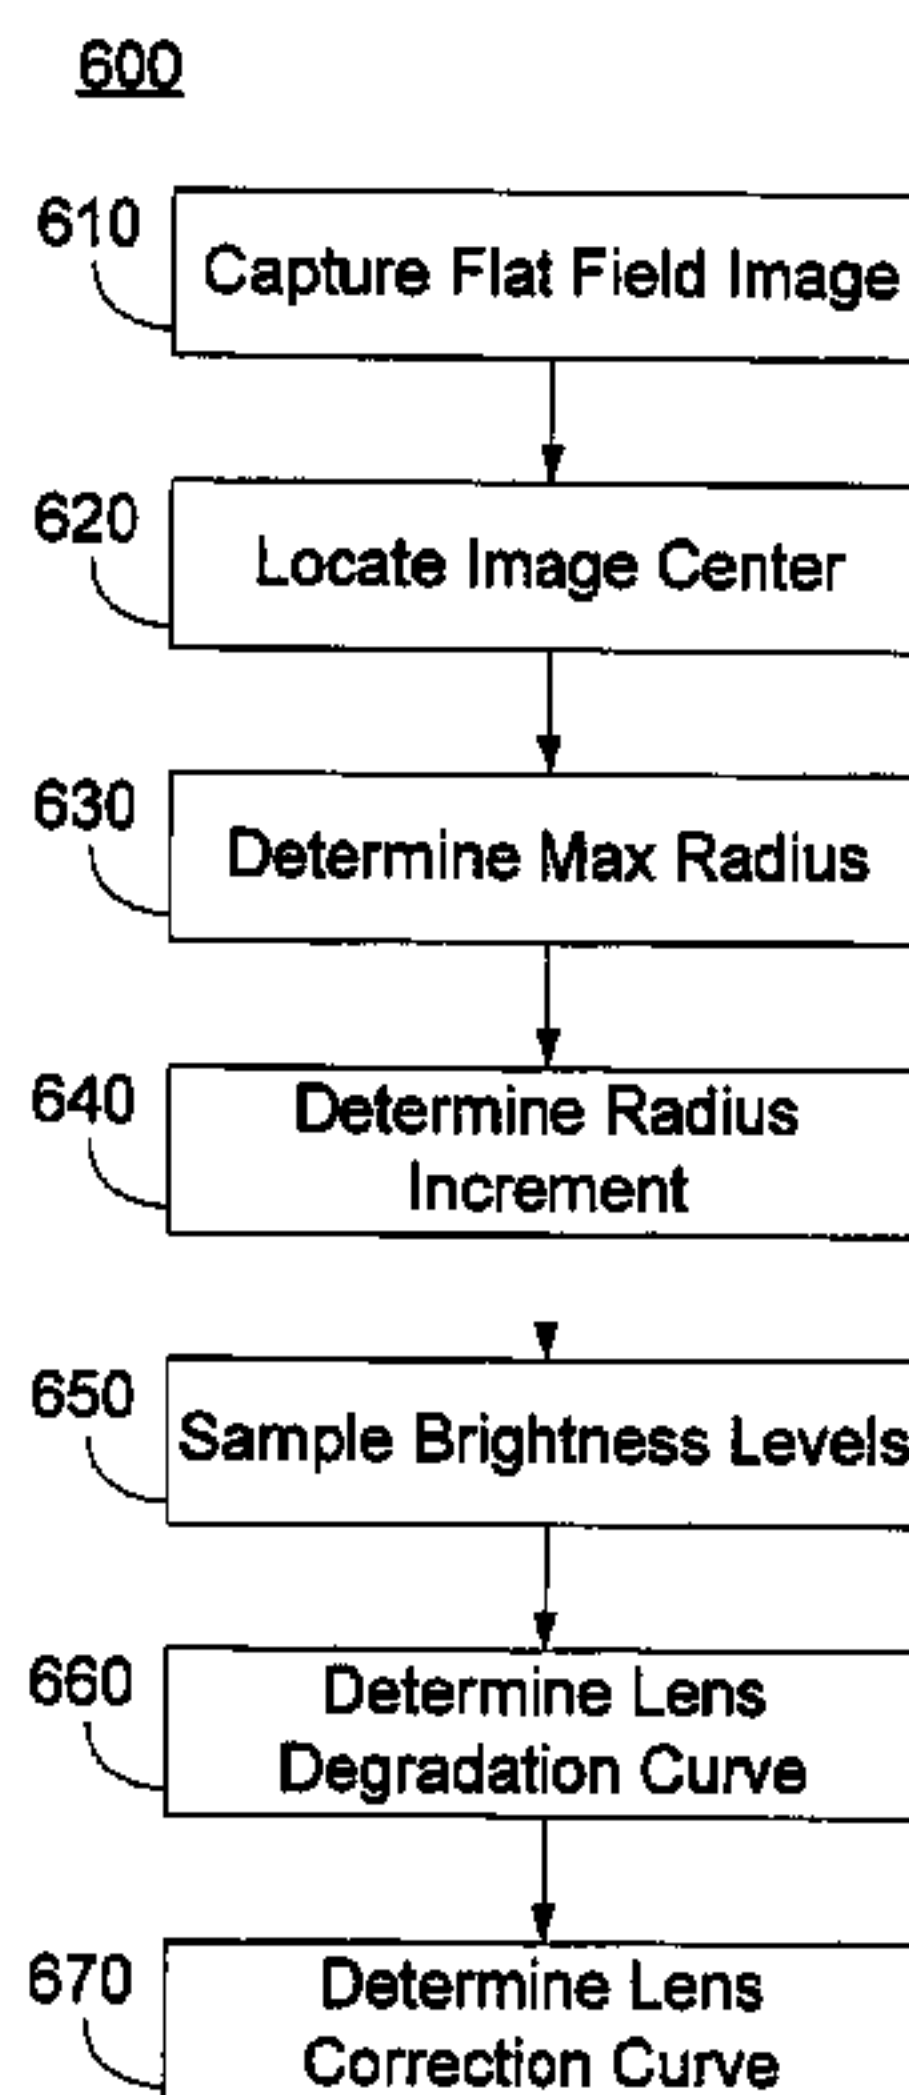 600
610
Capture Flat Field Image
620
Locate Image Center
630
Determine Max Radius
640
Determine Radius
Increment
650
Sample Brightness Levels
660
Determine Lens
Degradation Curve
670
Determine Lens
Correction Curve